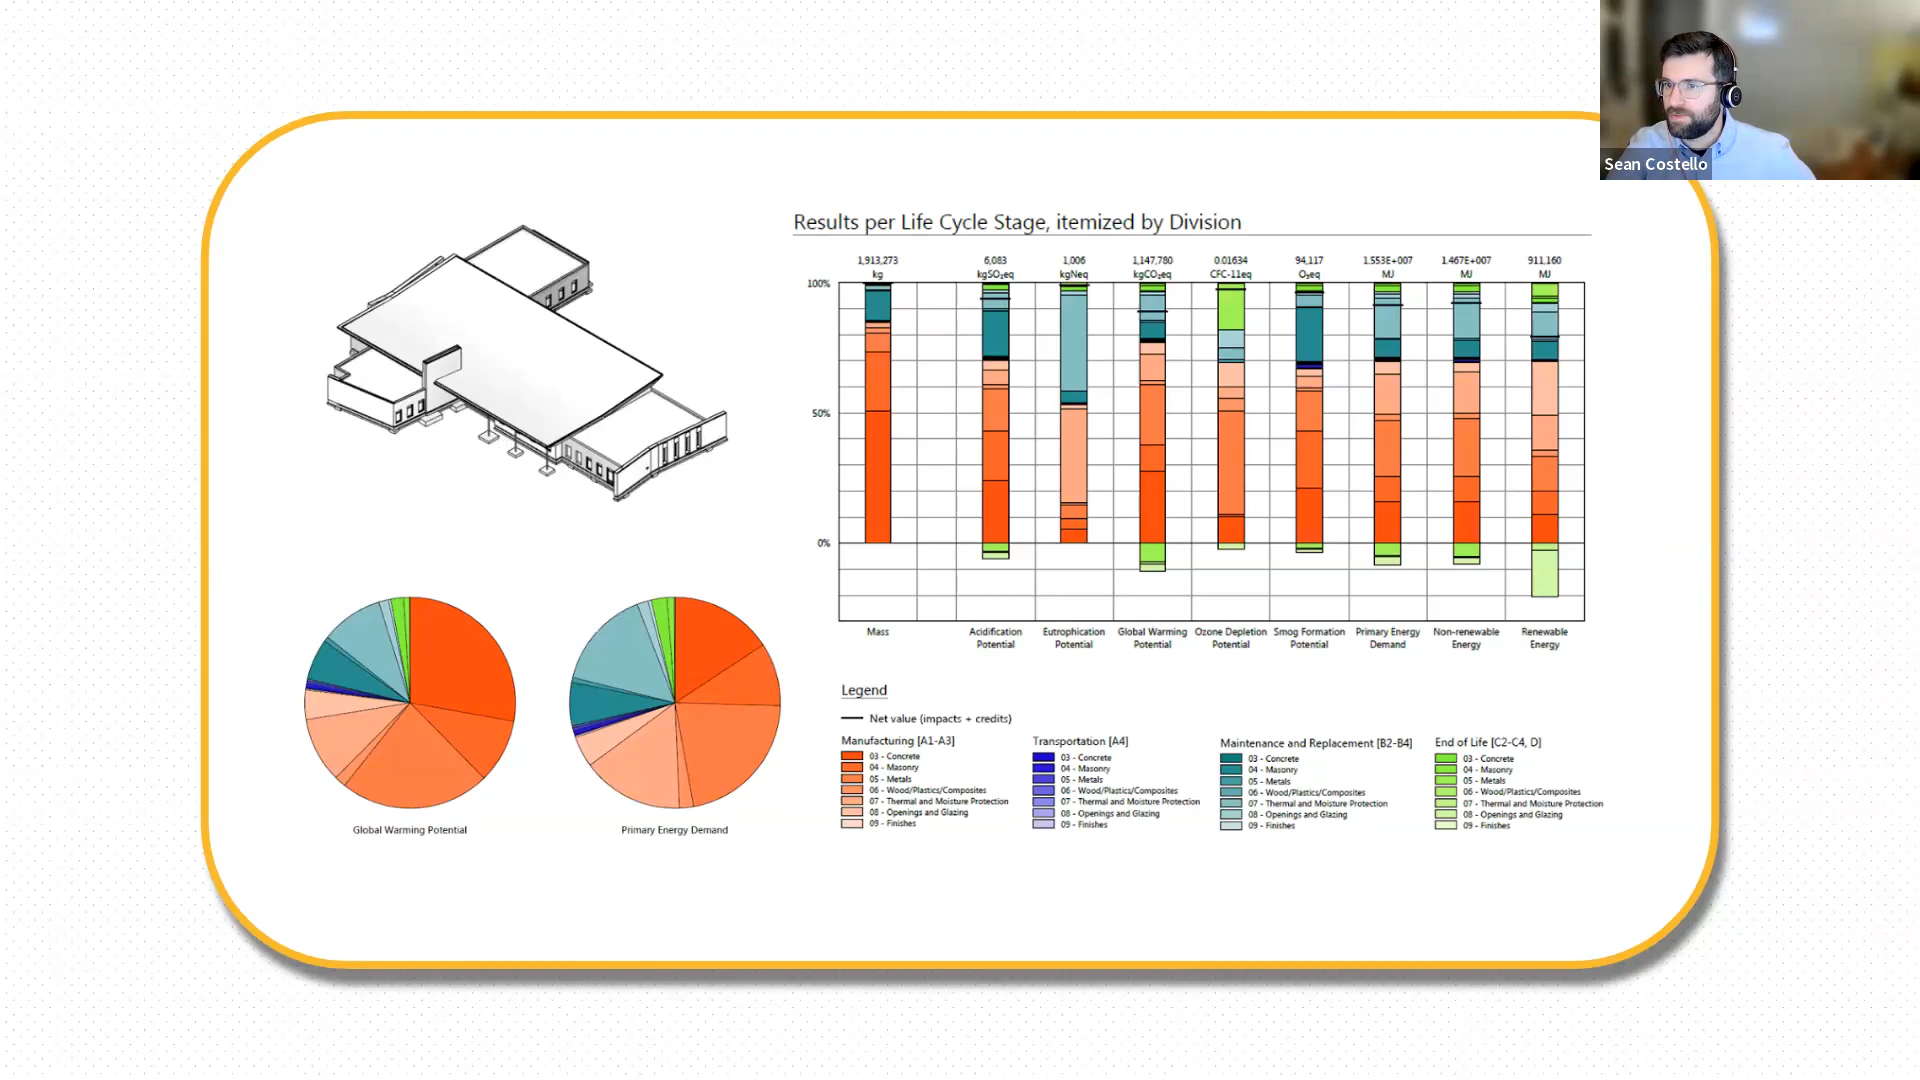 Sean Costello
Results per Life Cycle Stage, itemized by Division
1,913,273 6,083 1,006 1,147,780 0.01634 94,117 1.553E+007 1.467E+007 911,160
kg kgSO₂eq kgNeq kgCO₂eq CFC-11eq O₃eq MJ MJ MJ
100%
50%
0%
Mass Acidification Eutrophication Global Warming Ozone Depletion Smog Formation Primary Energy Non-renewable Renewable
Potential Potential Potential Potential Potential Demand Energy Energy
Legend
Net value (impacts + credits)
Manufacturing [A1-A3]
03 - Concrete
04 - Masonry
05 - Metals
06 - Wood/Plastics/Composites
07 - Thermal and Moisture Protection
08 - Openings and Glazing
09 - Finishes
Transportation [A4]
03 - Concrete
04 - Masonry
05 - Metals
06 - Wood/Plastics/Composites
07 - Thermal and Moisture Protection
08 - Openings and Glazing
09 - Finishes
Maintenance and Replacement [B2-B4]
03 - Concrete
04 - Masonry
05 - Metals
06 - Wood/Plastics/Composites
07 - Thermal and Moisture Protection
08 - Openings and Glazing
09 - Finishes
End of Life [C2-C4, D]
03 - Concrete
04 - Masonry
05 - Metals
06 - Wood/Plastics/Composites
07 - Thermal and Moisture Protection
08 - Openings and Glazing
09 - Finishes
Global Warming Potential
Primary Energy Demand